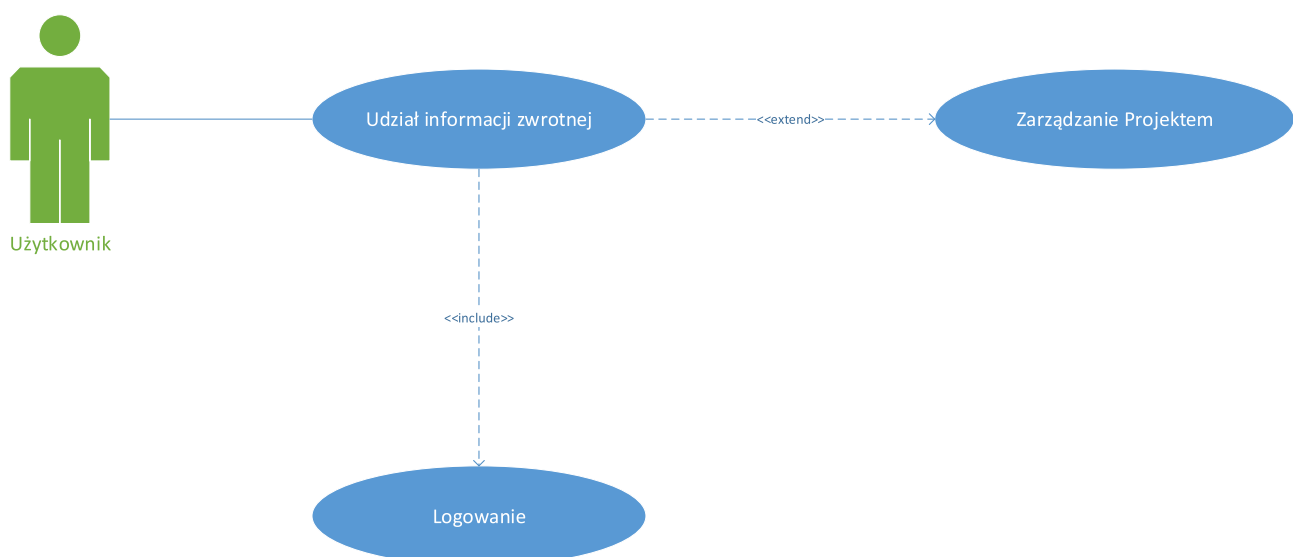 Udział informacji zwrotnej
<<extend>>
Zarządzanie Projektem
Użytkownik
<<include>>
Logowanie